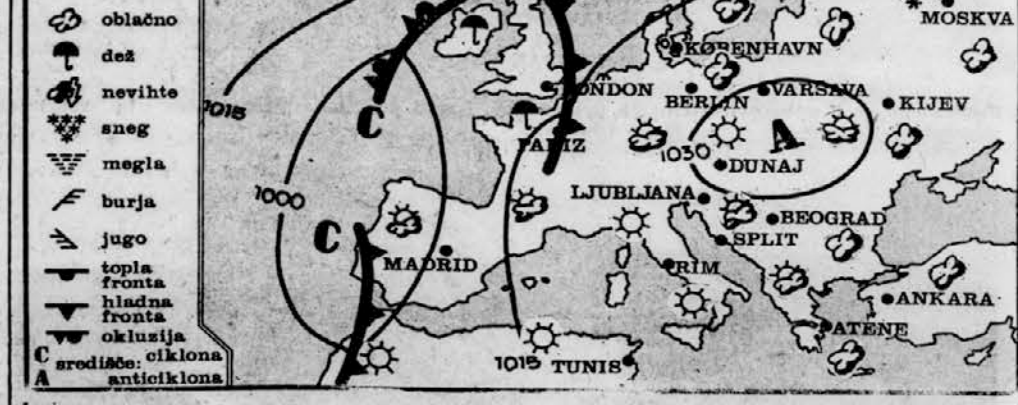 oblačno
dež
nevihte
sneg
megla
burja
jugo
topla
fronta
hladna
fronta
okluzija
C središče: ciklona
A anticiklona
MOSKVA
KØBENHAVN
1015
LONDON
BERLIN
VARŠAVA
KIJEV
C
PARIZ
A
1030
DUNAJ
1000
LJUBLJANA
BEOGRAD
C
SPLIT
MADRID
RIM
ANKARA
ATENE
1015
TUNIS